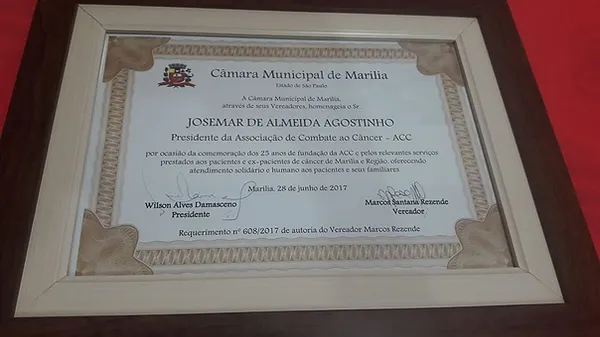 Câmara Municipal de Marília
Estado de São Paulo
A Câmara Municipal de Marília,
através de seus Vereadores, homenageia o Sr.
JOSEMAR DE ALMEIDA AGOSTINHO
Presidente da Associação de Combate ao Câncer - ACC
por ocasião da comemoração dos 25 anos de fundação da ACC e pelos relevantes serviços
prestados aos pacientes e ex-pacientes de câncer de Marília e Região, oferecendo
atendimento solidário e humano aos pacientes e seus familiares
Marília, 28 de junho de 2017
Wilson Alves Damasceno
Presidente
Marcos Santana Rezende
Vereador
Requerimento nº 608/2017 de autoria do Vereador Marcos Rezende